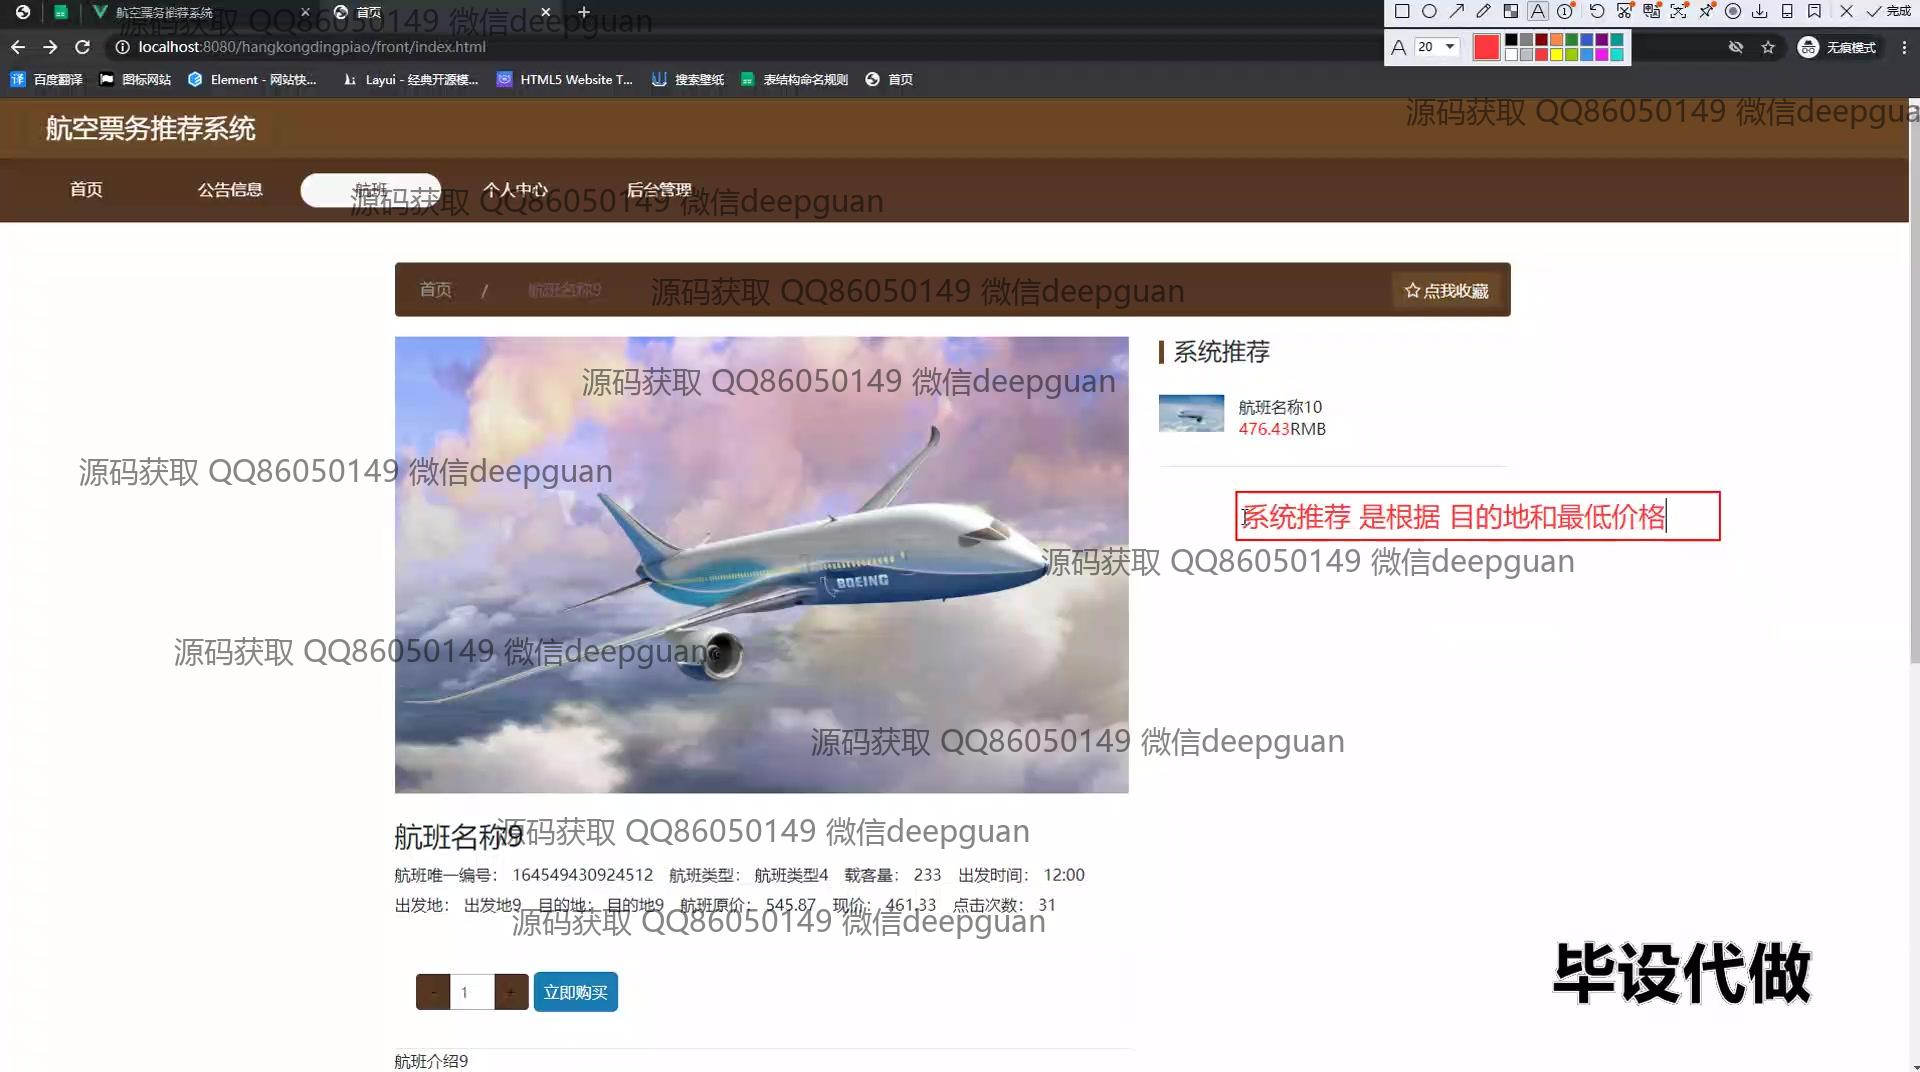 航空票务推荐系统
首页
完成
localhost:8080/hangkongdingpiao/front/index.html
A 20
无痕模式
百度翻译
图标网站
Element - 网站快...
Layui - 经典开源模...
HTML5 Website T...
搜索壁纸
表结构命名规则
首页
航空票务推荐系统
首页
公告信息
航班
个人中心
后台管理
首页 / 航班名称9
点我收藏
系统推荐
航班名称10
476.43RMB
系统推荐 是根据 目的地和最低价格
BOEING
航班名称9
航班唯一编号： 164549430924512 航班类型： 航班类型4 载客量： 233 出发时间： 12:00
出发地： 出发地9 目的地： 目的地9 航班原价： 545.87 现价： 461.33 点击次数： 31
- 1 +
立即购买
航班介绍9
毕设代做
源码获取 QQ86050149 微信deepguan
源码获取 QQ86050149 微信deepgua
源码获取 QQ86050149 微信deepguan
源码获取 QQ86050149 微信deepguan
源码获取 QQ86050149 微信deepguan
源码获取 QQ86050149 微信deepguan
源码获取 QQ86050149 微信deepguan
源码获取 QQ86050149 微信deepguan
源码获取 QQ86050149 微信deepguan
源码获取 QQ86050149 微信deepguan
源码获取 QQ86050149 微信deepguan